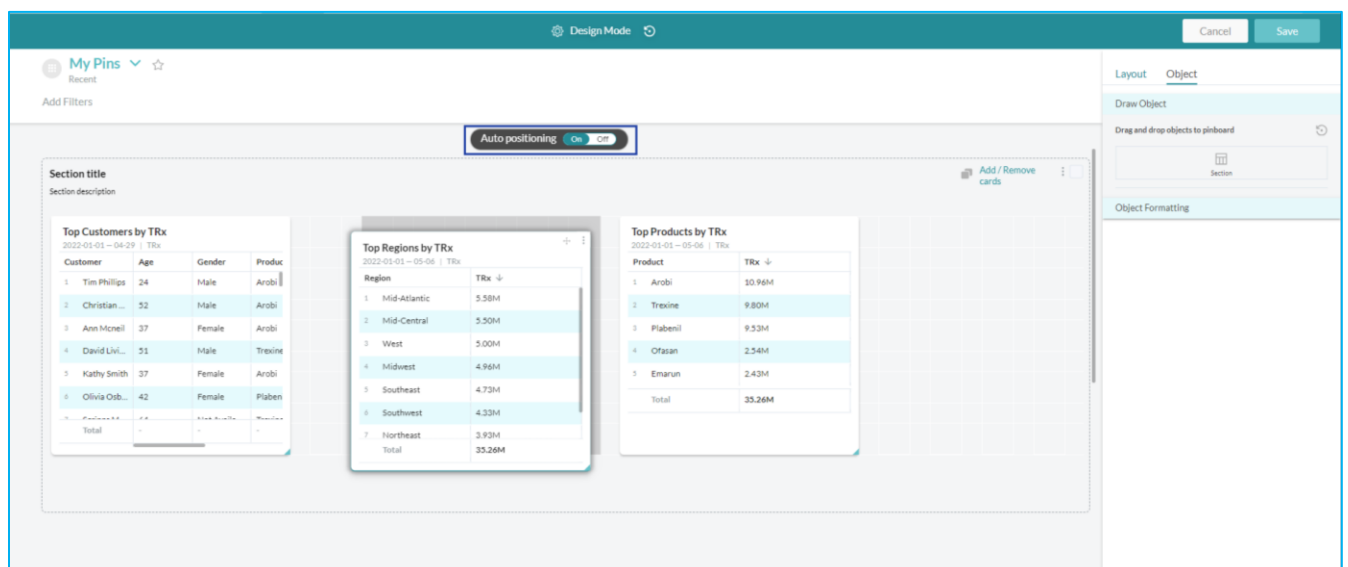 Design Mode
Cancel
Save
My Pins
Recent
Add Filters
Layout Object
Draw Object
Drag and drop objects to pinboard
Section
Object Formatting
Auto positioning On Off
Section title
Section description
Add / Remove
cards
Top Customers by TRx
2022-01-01 — 04-29 | TRx
Customer Age Gender Produc
1 Tim Phillips 24 Male Arobi
2 Christian ... 52 Male Arobi
3 Ann Mcneil 37 Female Arobi
4 David Livi... 51 Male Trexine
5 Kathy Smith 37 Female Arobi
6 Olivia Osb... 42 Female Plaben
Total - - -
Top Regions by TRx
2022-01-01 — 05-06 | TRx
Region TRx ↓
1 Mid-Atlantic 5.58M
2 Mid-Central 5.50M
3 West 5.00M
4 Midwest 4.96M
5 Southeast 4.73M
6 Southwest 4.33M
7 Northeast 3.93M
Total 35.26M
Top Products by TRx
2022-01-01 — 05-06 | TRx
Product TRx ↓
1 Arobi 10.96M
2 Trexine 9.80M
3 Plabenil 9.53M
4 Ofasan 2.54M
5 Emarun 2.43M
Total 35.26M